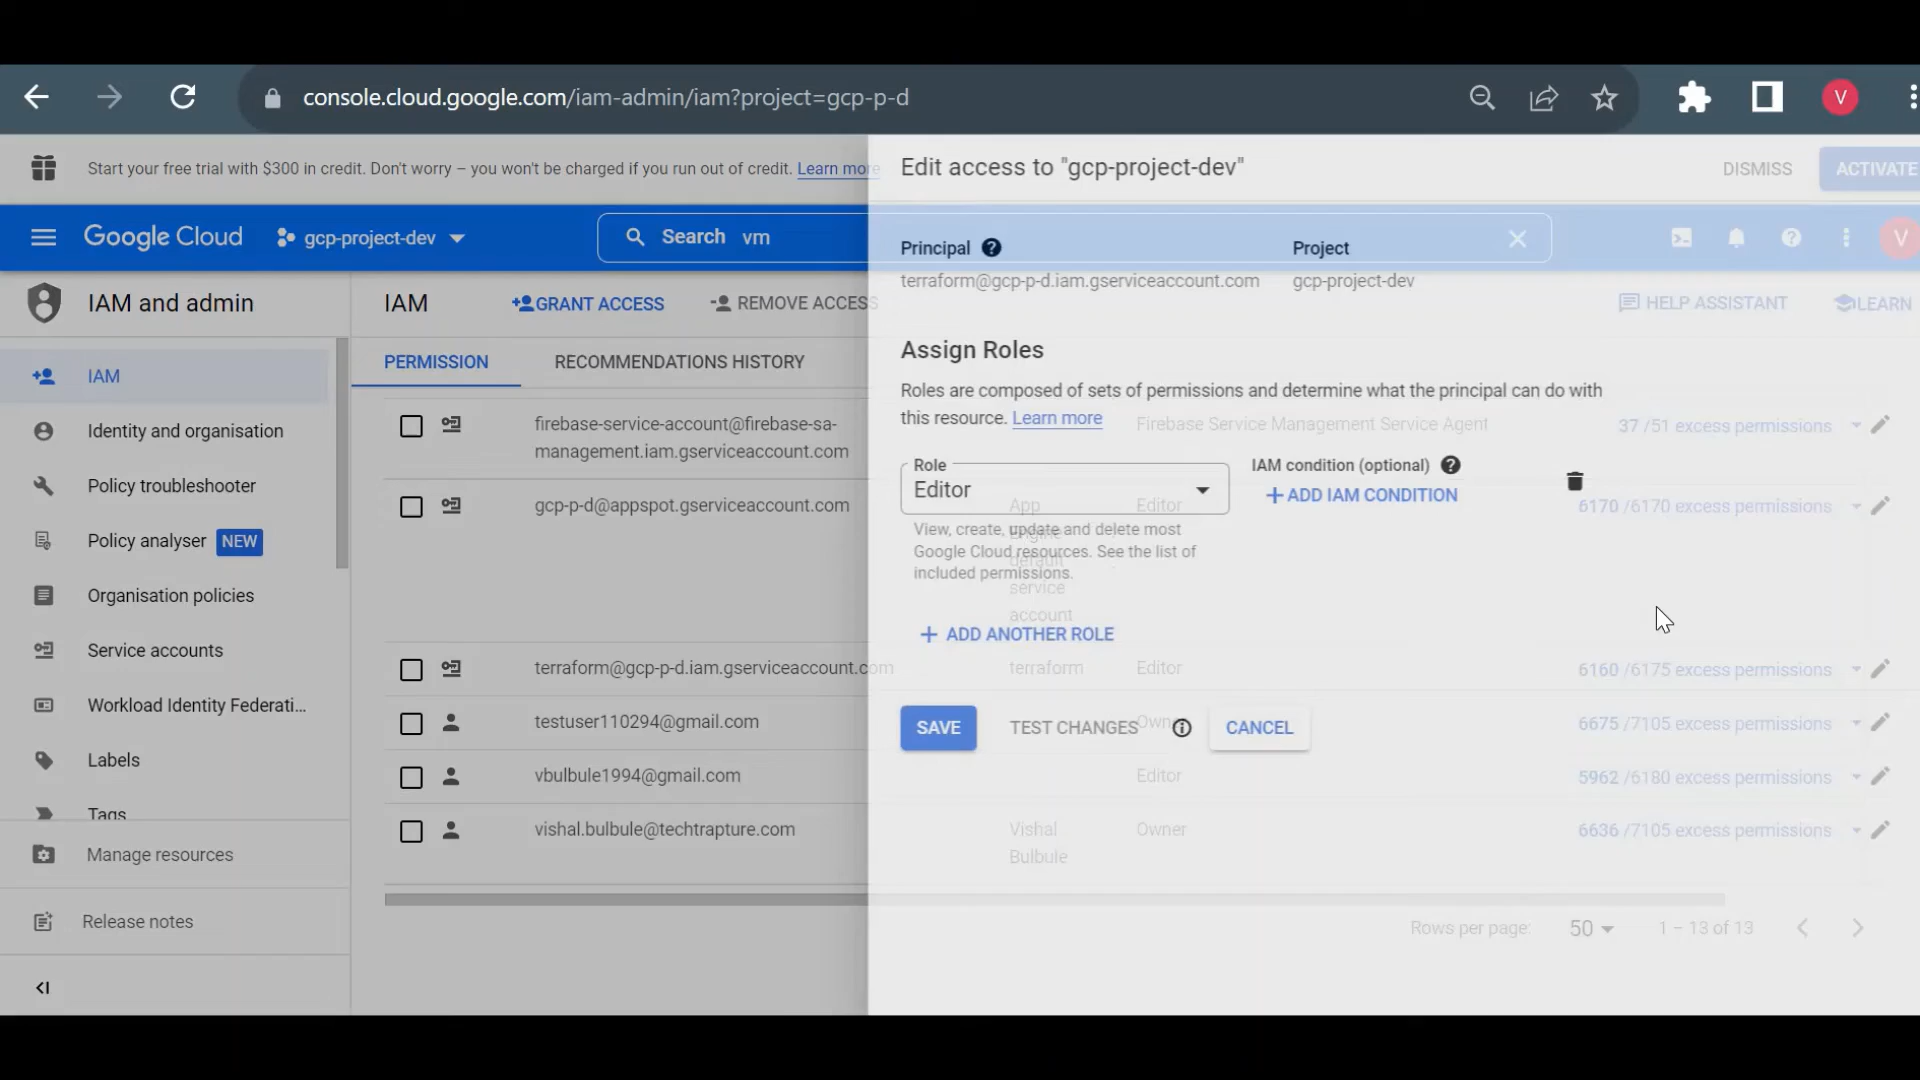 console.cloud.google.com/iam-admin/iam?project=gcp-p-d
V
Start your free trial with $300 in credit. Don't worry – you won't be charged if you run out of credit. Learn more
DISMISS
ACTIVATE
Google Cloud
gcp-project-dev
Search vm
V
IAM and admin
IAM
Identity and organisation
Policy troubleshooter
Policy analyser NEW
Organisation policies
Service accounts
Workload Identity Federati...
Labels
Tags
Manage resources
Release notes
IAM
GRANT ACCESS
REMOVE ACCESS
HELP ASSISTANT
LEARN
PERMISSION
RECOMMENDATIONS HISTORY
firebase-service-account@firebase-sa-
management.iam.gserviceaccount.com
Firebase Service Management Service Agent
37 /51 excess permissions
gcp-p-d@appspot.gserviceaccount.com
App
Engine
default
service
account
Editor
6170 /6170 excess permissions
terraform@gcp-p-d.iam.gserviceaccount.com
terraform
Editor
6160 /6175 excess permissions
testuser110294@gmail.com
6675 /7105 excess permissions
vbulbule1994@gmail.com
Editor
5962 /6180 excess permissions
vishal.bulbule@techtrapture.com
Vishal
Bulbule
Owner
6636 /7105 excess permissions
Rows per page:
50
1 – 13 of 13
Edit access to "gcp-project-dev"
Principal
Project
terraform@gcp-p-d.iam.gserviceaccount.com
gcp-project-dev
Assign Roles
Roles are composed of sets of permissions and determine what the principal can do with
this resource. Learn more
Role
Editor
IAM condition (optional)
ADD IAM CONDITION
View, create, update and delete most
Google Cloud resources. See the list of
included permissions.
ADD ANOTHER ROLE
SAVE
TEST CHANGES
CANCEL